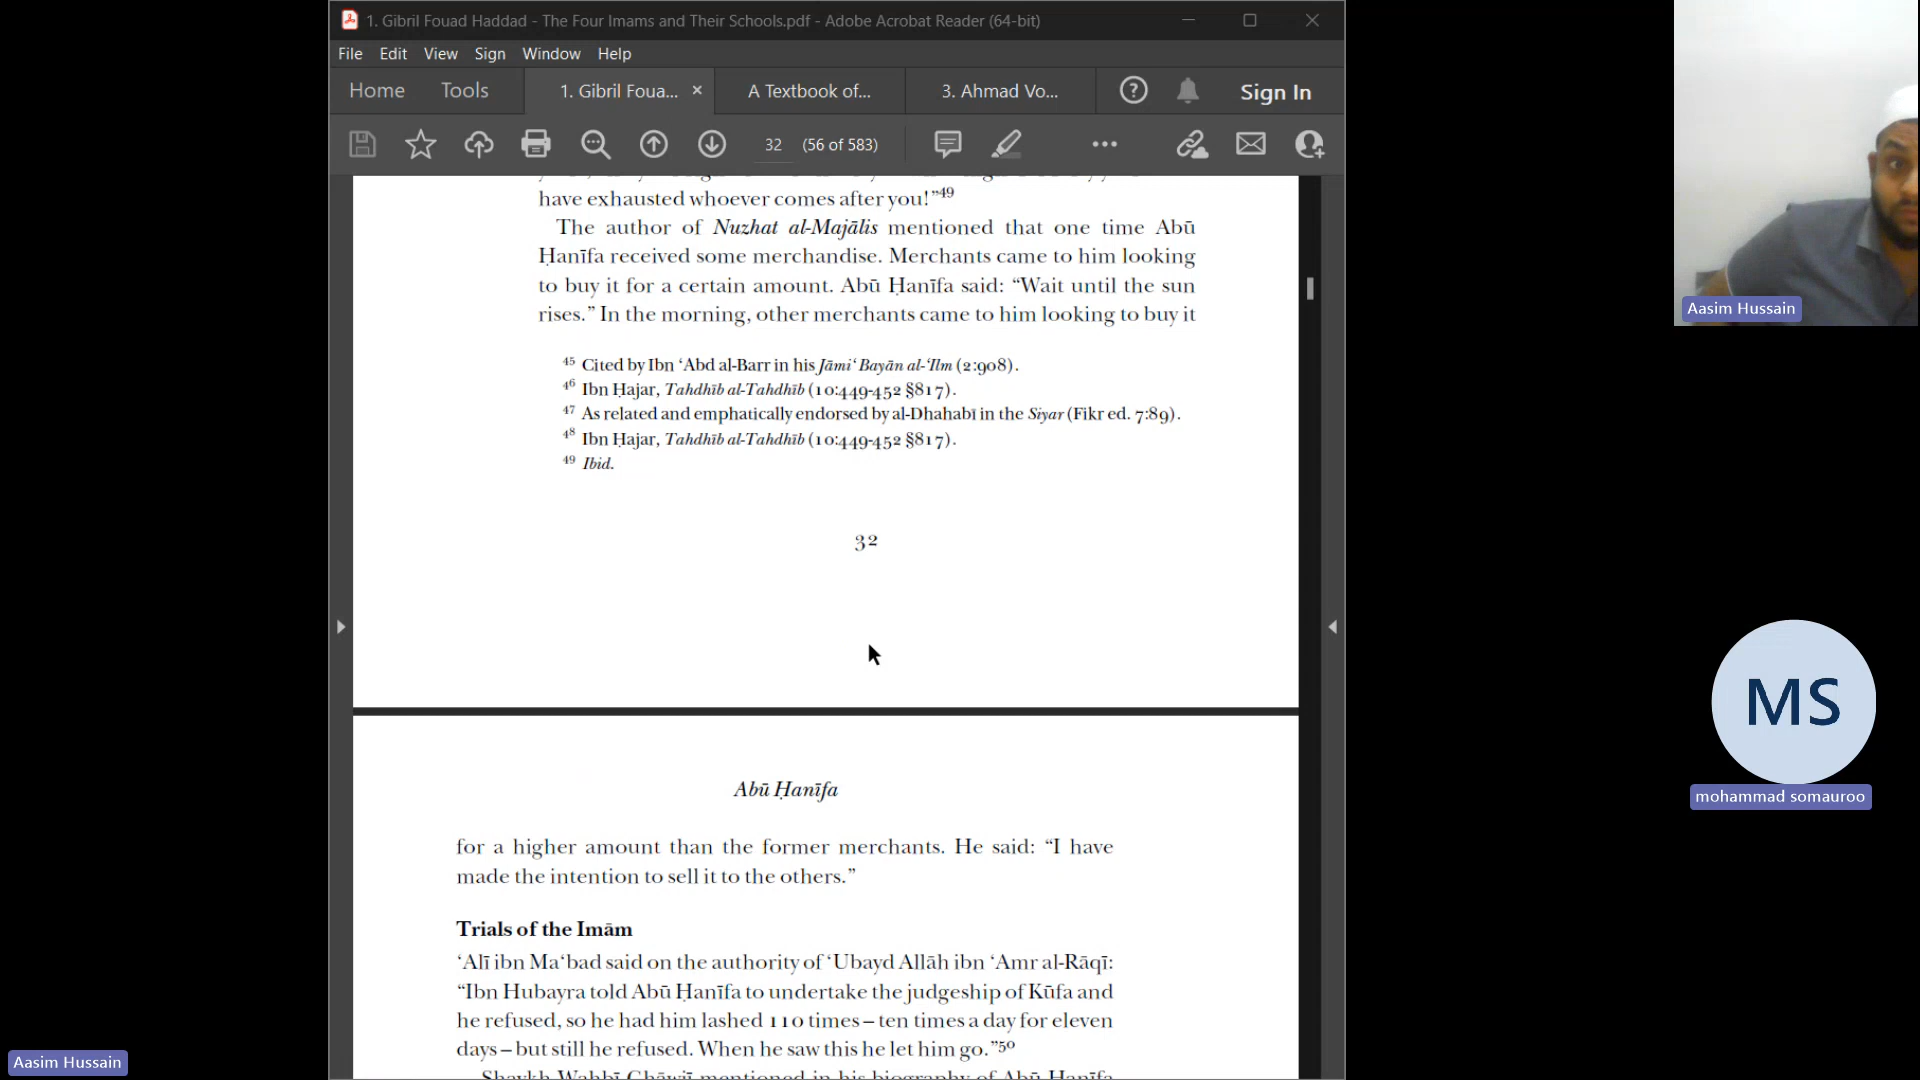 1. Gibril Fouad Haddad - The Four Imams and Their Schools.pdf - Adobe Acrobat Reader (64-bit)
File Edit View Sign Window Help
Home Tools 1. Gibril Foua... × A Textbook of... 3. Ahmad Vo... Sign In
32 (56 of 583)
have exhausted whoever comes after you!”49
The author of Nuzhat al-Majālis mentioned that one time Abū
Ḥanīfa received some merchandise. Merchants came to him looking
to buy it for a certain amount. Abū Ḥanīfa said: “Wait until the sun
rises.” In the morning, other merchants came to him looking to buy it
45 Cited by Ibn ‘Abd al-Barr in his Jāmi‘ Bayān al-‘Ilm (2:908).
46 Ibn Ḥajar, Tahdhīb al-Tahdhīb (10:449-452 §817).
47 As related and emphatically endorsed by al-Dhahabī in the Siyar (Fikr ed. 7:89).
48 Ibn Ḥajar, Tahdhīb al-Tahdhīb (10:449-452 §817).
49 Ibid.
32
Abū Ḥanīfa
for a higher amount than the former merchants. He said: “I have
made the intention to sell it to the others.”
Trials of the Imām
‘Alī ibn Ma‘bad said on the authority of ‘Ubayd Allāh ibn ‘Amr al-Rāqī:
“Ibn Hubayra told Abū Ḥanīfa to undertake the judgeship of Kūfa and
he refused, so he had him lashed 110 times – ten times a day for eleven
days – but still he refused. When he saw this he let him go.”50
Shaykh Wahbī Ghāwjī mentioned in his biography of Abū Ḥanīfa
Aasim Hussain
MS
mohammad somauroo
Aasim Hussain